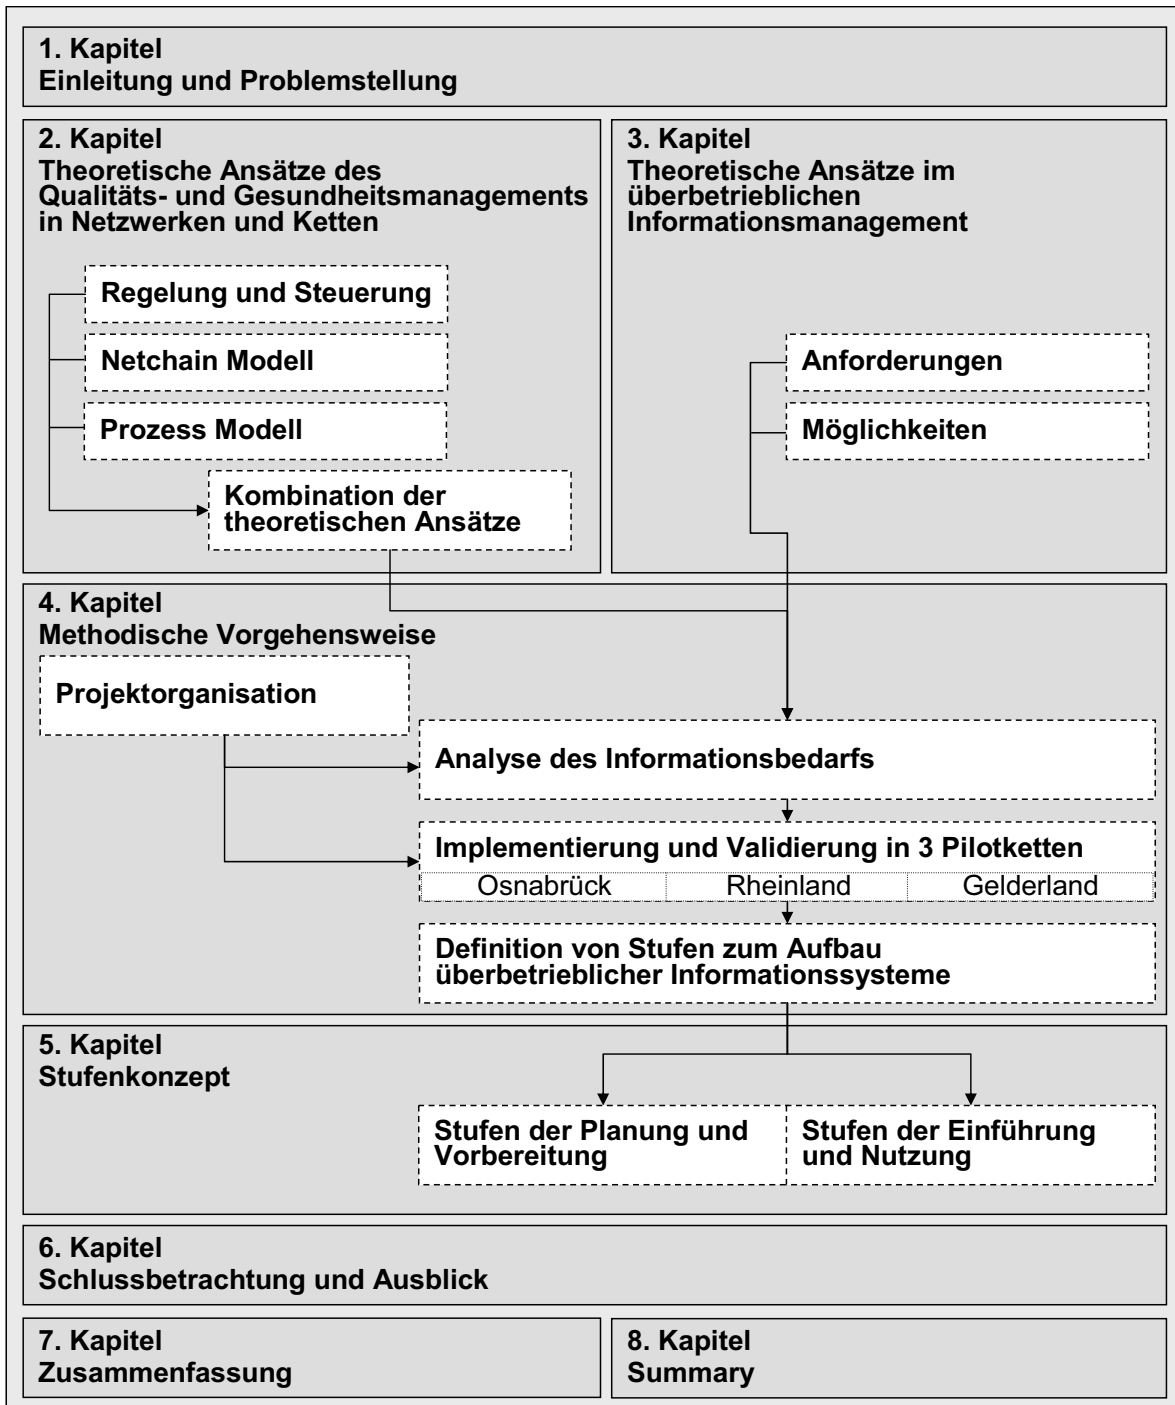 1. Kapitel
Einleitung und Problemstellung
2. Kapitel
Theoretische Ansätze des
Qualitäts- und Gesundheitsmanagements
in Netzwerken und Ketten
Regelung und Steuerung
Netchain Modell
Prozess Modell
Kombination der
theoretischen Ansätze
3. Kapitel
Theoretische Ansätze im
überbetrieblichen
Informationsmanagement
Anforderungen
Möglichkeiten
4. Kapitel
Methodische Vorgehensweise
Projektorganisation
Analyse des Informationsbedarfs
Implementierung und Validierung in 3 Pilotketten
Osnabrück Rheinland Gelderland
Definition von Stufen zum Aufbau
überbetrieblicher Informationssysteme
5. Kapitel
Stufenkonzept
Stufen der Planung und
Vorbereitung
Stufen der Einführung
und Nutzung
6. Kapitel
Schlussbetrachtung und Ausblick
7. Kapitel
Zusammenfassung
8. Kapitel
Summary